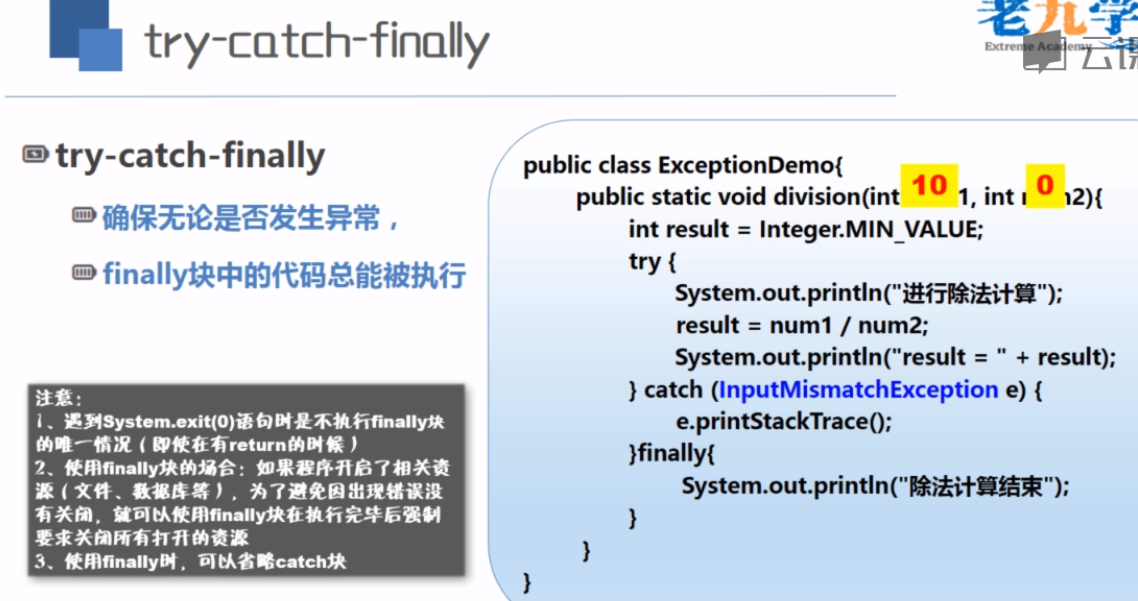 try-catch-finally
老九学
Extreme Academy
云课
try-catch-finally
确保无论是否发生异常，
finally块中的代码总能被执行
注意：
1、遇到System.exit(0)语句时是不执行finally块
的唯一情况（即使在有return的时候）
2、使用finally块的场合：如果程序开启了相关资
源（文件、数据库等），为了避免因出现错误没
有关闭，就可以使用finally块在执行完毕后强制
要求关闭所有打开的资源
3、使用finally时，可以省略catch块
public class ExceptionDemo{
public static void division(int 10 1, int 0 2){
int result = Integer.MIN_VALUE;
try {
System.out.println("进行除法计算");
result = num1 / num2;
System.out.println("result = " + result);
} catch (InputMismatchException e) {
e.printStackTrace();
}finally{
System.out.println("除法计算结束");
}
}
}